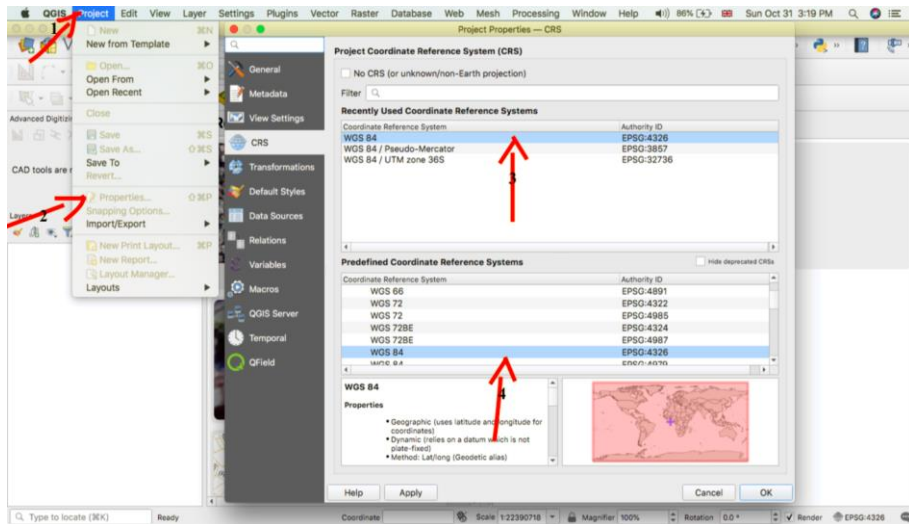 QGIS Project Edit View Layer Settings Plugins Vector Raster Database Web Mesh Processing Window Help 86% Sun Oct 31 3:19 PM
1
New ⌘N
New from Template
Open... ⌘O
Open From
Open Recent
Close
Save ⌘S
Save As... ⇧⌘S
Save To
Revert...
Properties... ⇧⌘P
Snapping Options...
Import/Export
New Print Layout... ⌘P
New Report...
Layout Manager...
Layouts
2
Advanced Digitizi
CAD tools are r
Project Properties — CRS
General
Metadata
View Settings
CRS
Transformations
Default Styles
Data Sources
Relations
Variables
Macros
QGIS Server
Temporal
QField
Project Coordinate Reference System (CRS)
No CRS (or unknown/non-Earth projection)
Filter
Recently Used Coordinate Reference Systems
Coordinate Reference System Authority ID
WGS 84 EPSG:4326
WGS 84 / Pseudo-Mercator EPSG:3857
WGS 84 / UTM zone 36S EPSG:32736
3
Predefined Coordinate Reference Systems Hide deprecated CRSs
Coordinate Reference System Authority ID
WGS 66 EPSG:4891
WGS 72 EPSG:4322
WGS 72 EPSG:4985
WGS 72BE EPSG:4324
WGS 72BE EPSG:4987
WGS 84 EPSG:4326
WGS 84 EPSG:4979
4
WGS 84
Properties
• Geographic (uses latitude and longitude for
coordinates)
• Dynamic (relies on a datum which is not
plate-fixed)
• Method: Lat/long (Geodetic alias)
Help Apply Cancel OK
Type to locate (⌘K) Ready Coordinate Scale 1:22390718 Magnifier 100% Rotation 0.0 ° Render EPSG:4326